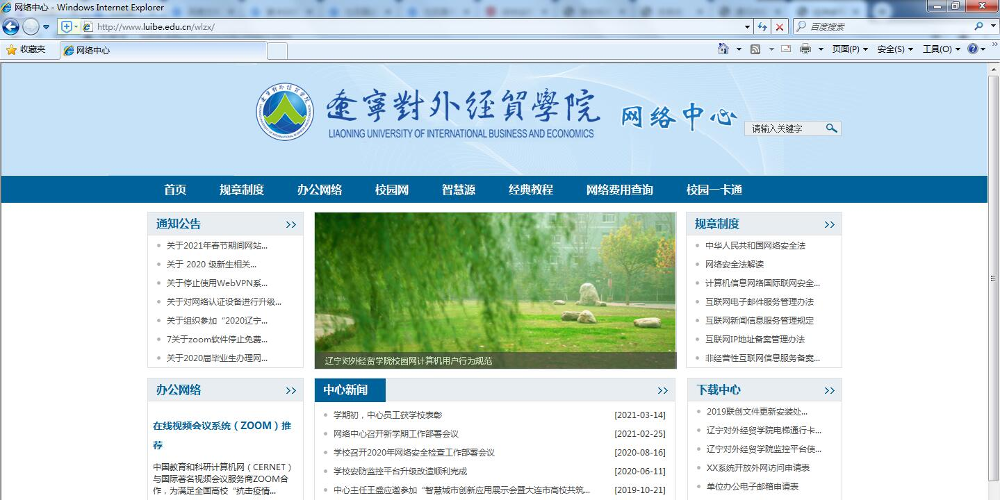 网络中心 - Windows Internet Explorer
http://www.luibe.edu.cn/wlzx/
百度搜索
收藏夹
网络中心
页面(P)
安全(S)
工具(O)
遼寧對外經貿學院
LIAONING UNIVERSITY OF INTERNATIONAL BUSINESS AND ECONOMICS
网络中心
请输入关键字
首页 规章制度 办公网络 校园网 智慧源 经典教程 网络费用查询 校园一卡通
通知公告 >>
关于2021年春节期间网站...
关于 2020 级新生相关...
关于停止使用WebVPN系...
关于对网络认证设备进行升级...
关于组织参加“2020辽宁...
7关于zoom软件停止免费...
关于2020届毕业生办理网...
辽宁对外经贸学院校园网计算机用户行为规范
规章制度 >>
中华人民共和国网络安全法
网络安全法解读
计算机信息网络国际联网安全...
互联网电子邮件服务管理办法
互联网新闻信息服务管理规定
互联网IP地址备案管理办法
非经营性互联网信息服务备案...
办公网络 >>
在线视频会议系统（ZOOM）推
荐
中国教育和科研计算机网（CERNET）
与国际著名视频会议服务商ZOOM合
作，为满足全国高校“抗击疫情...
中心新闻 >>
学期初，中心员工获学校表彰 [2021-03-14]
网络中心召开新学期工作部署会议 [2021-02-25]
学校召开2020年网络安全检查工作部署会议 [2020-08-16]
学校安防监控平台升级改造顺利完成 [2020-06-11]
中心主任王盛应邀参加“智慧城市创新应用展示会暨大连市高校共筑... [2019-10-21]
下载中心 >>
2019联创文件更新安装处...
辽宁对外经贸学院电梯通行卡...
辽宁对外经贸学院监控平台使...
XX系统开放外网访问申请表
单位办公电子邮箱申请表